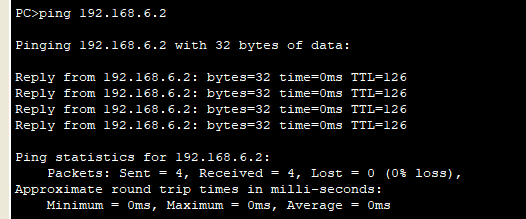 PC>ping 192.168.6.2
Pinging 192.168.6.2 with 32 bytes of data:
Reply from 192.168.6.2: bytes=32 time=0ms TTL=126
Reply from 192.168.6.2: bytes=32 time=0ms TTL=126
Reply from 192.168.6.2: bytes=32 time=0ms TTL=126
Reply from 192.168.6.2: bytes=32 time=0ms TTL=126
Ping statistics for 192.168.6.2:
Packets: Sent = 4, Received = 4, Lost = 0 (0% loss),
Approximate round trip times in milli-seconds:
Minimum = 0ms, Maximum = 0ms, Average = 0ms